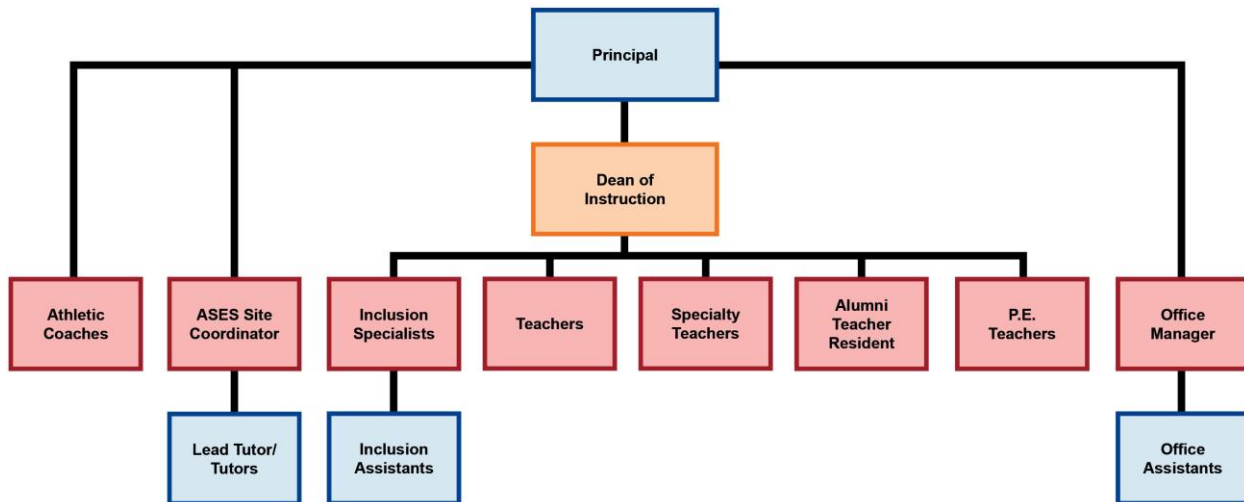 Principal
Dean of
Instruction
Athletic
Coaches
ASES Site
Coordinator
Inclusion
Specialists
Teachers
Specialty
Teachers
Alumni
Teacher
Resident
P.E.
Teachers
Office
Manager
Lead Tutor/
Tutors
Inclusion
Assistants
Office
Assistants